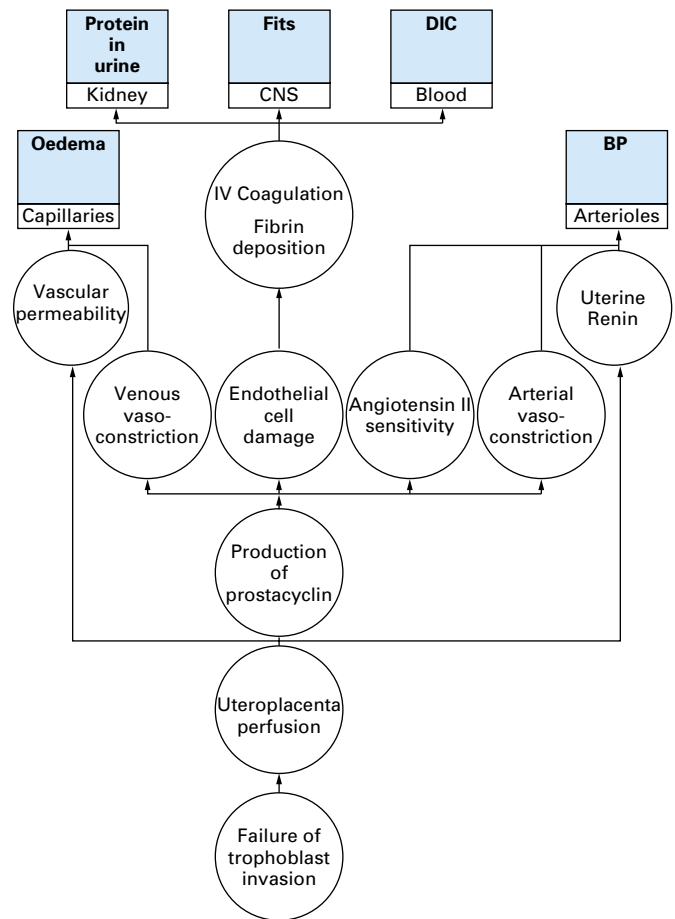 Protein
in
urine
Kidney
Fits
CNS
DIC
Blood
Oedema
Capillaries
BP
Arterioles
IV Coagulation
Fibrin
deposition
Vascular
permeability
Uterine
Renin
Venous
vaso-
constriction
Endothelial
cell
damage
Angiotensin II
sensitivity
Arterial
vaso-
constriction
Production
of
prostacyclin
Uteroplacenta
perfusion
Failure of
trophoblast
invasion